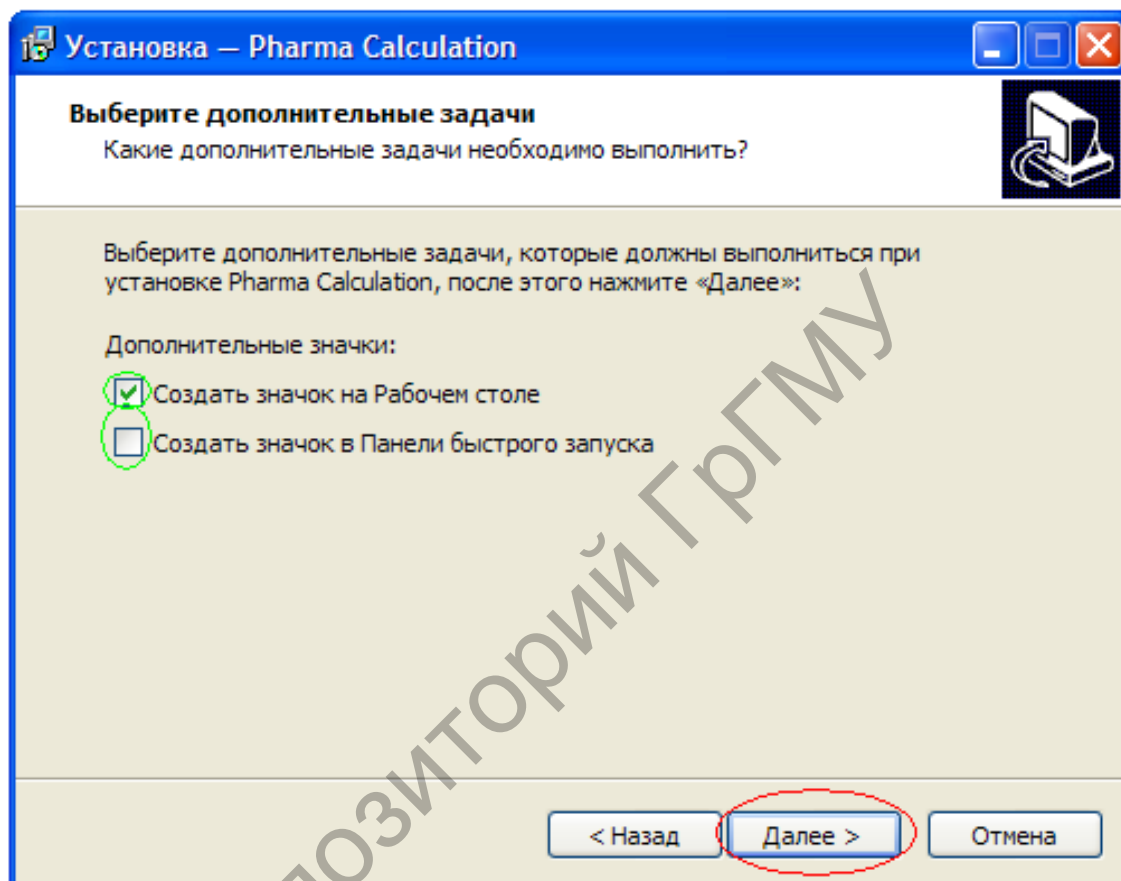 Установка — Pharma Calculation
Выберите дополнительные задачи
Какие дополнительные задачи необходимо выполнить?
Выберите дополнительные задачи, которые должны выполниться при
установке Pharma Calculation, после этого нажмите «Далее»:
Дополнительные значки:
Создать значок на Рабочем столе
Создать значок в Панели быстрого запуска
позиторий ГрГМУ
< Назад
Далее >
Отмена